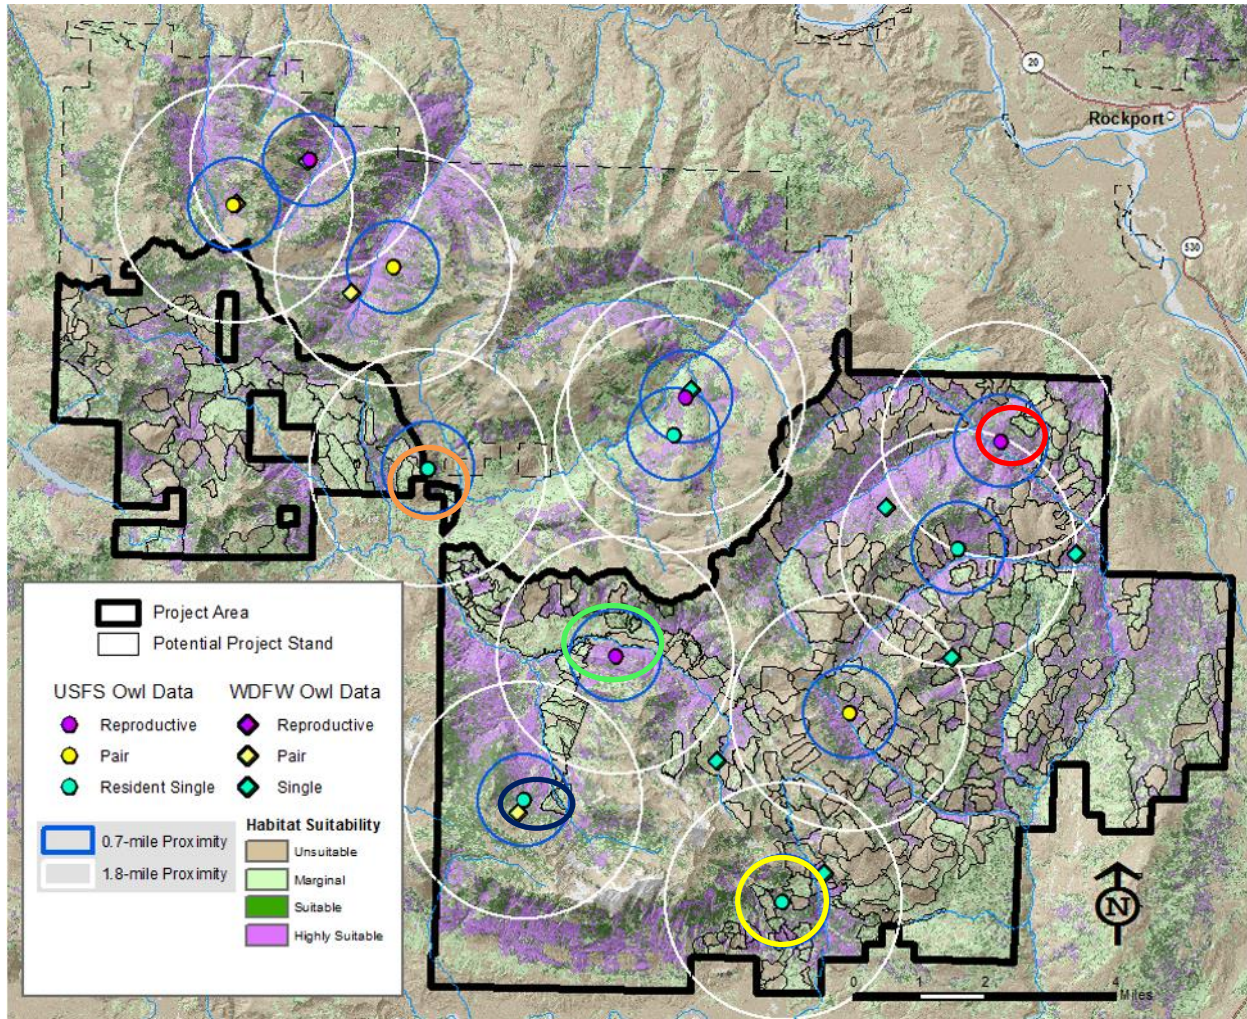 20
Rockport
530
Project Area
Potential Project Stand
USFS Owl Data WDFW Owl Data
Reproductive Reproductive
Pair Pair
Resident Single Single
0.7-mile Proximity
1.8-mile Proximity
Habitat Suitability
Unsuitable
Marginal
Suitable
Highly Suitable
N
0 1 2 4
Miles